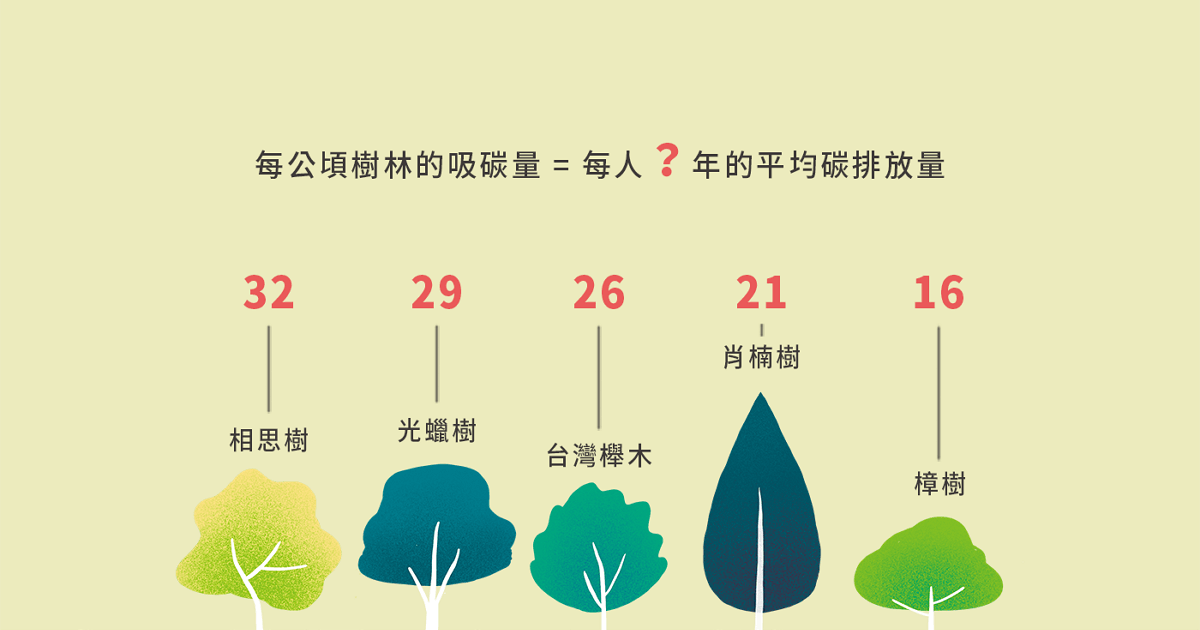 每公頃樹林的吸碳量 = 每人 ? 年的平均碳排放量
32
29
26
21
16
肖楠樹
光蠟樹
相思樹
台灣櫸木
樟樹